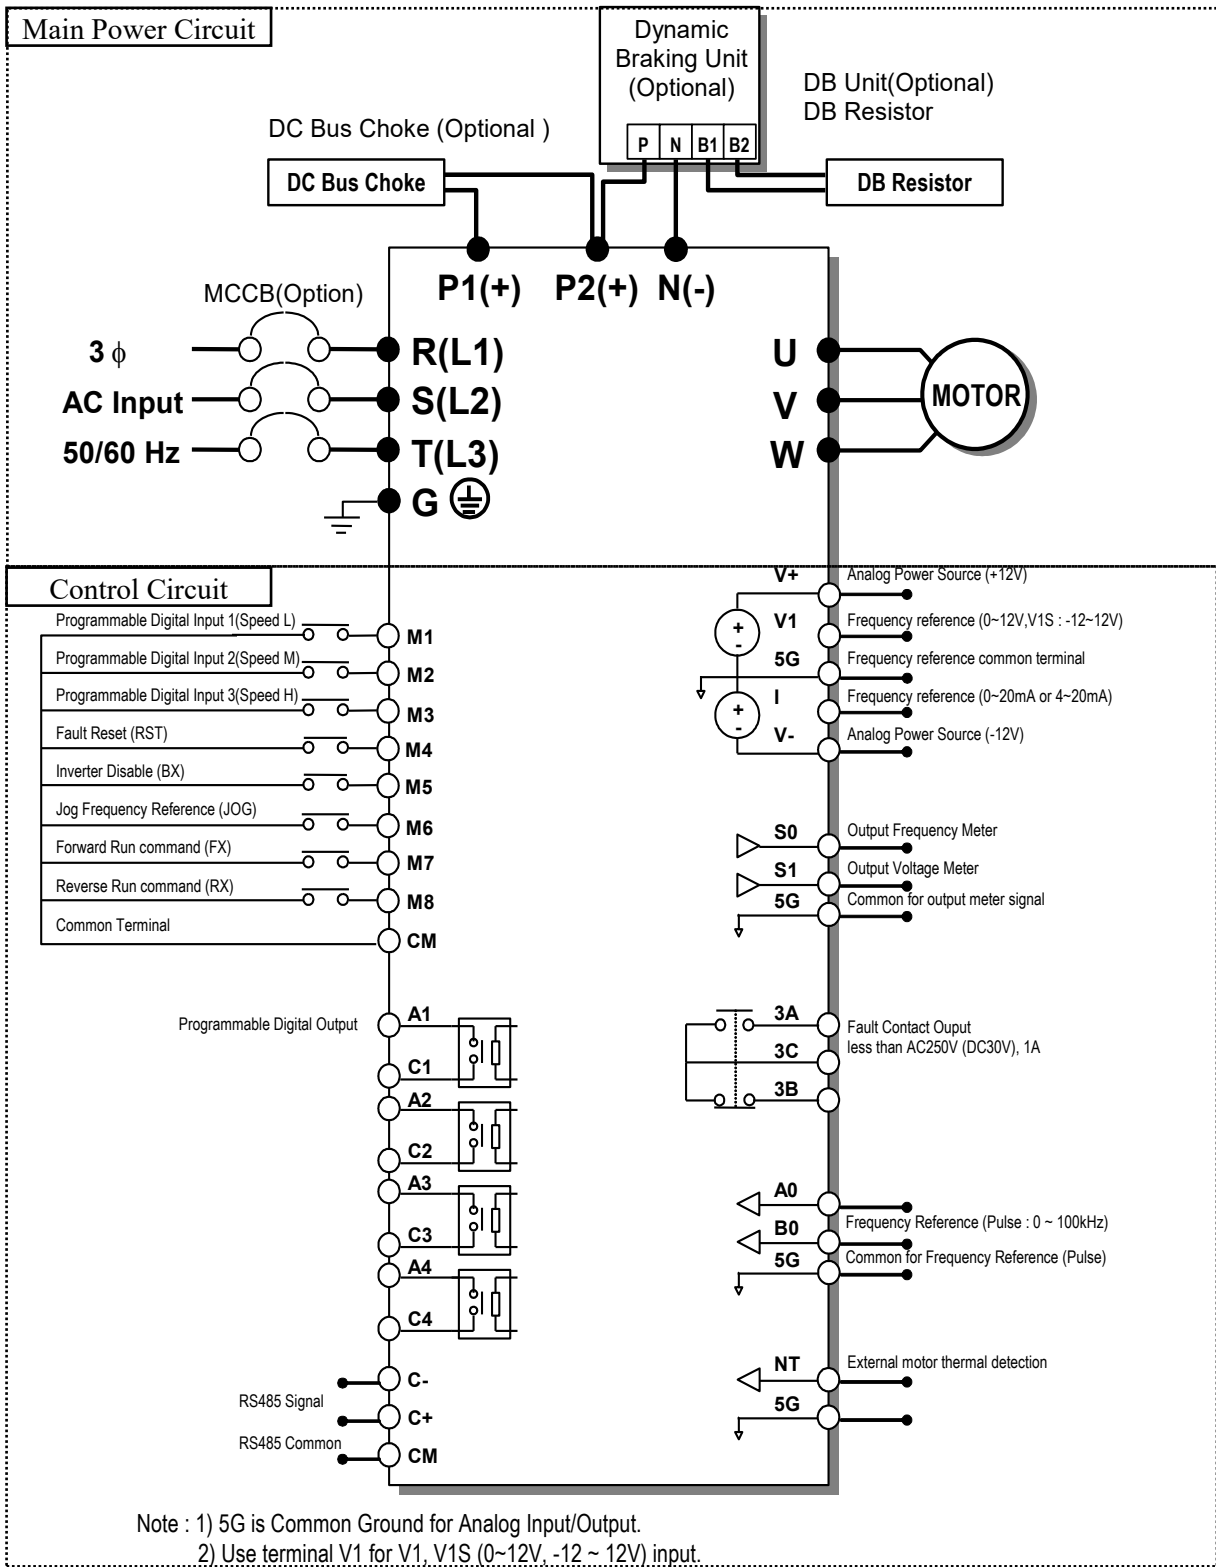 Main Power Circuit
Dynamic
Braking Unit
(Optional)
P N B1 B2
DB Unit(Optional)
DB Resistor
DC Bus Choke (Optional )
DC Bus Choke
DB Resistor
P1(+) P2(+) N(-)
MCCB(Option)
3 ϕ
AC Input
50/60 Hz
R(L1)
S(L2)
T(L3)
G
U
V
W
MOTOR
Control Circuit
Programmable Digital Input 1(Speed L)
M1
Programmable Digital Input 2(Speed M)
M2
Programmable Digital Input 3(Speed H)
M3
Fault Reset (RST)
M4
Inverter Disable (BX)
M5
Jog Frequency Reference (JOG)
M6
Forward Run command (FX)
M7
Reverse Run command (RX)
M8
Common Terminal
CM
Programmable Digital Output
A1
C1
A2
C2
A3
C3
A4
C4
RS485 Signal
C-
C+
RS485 Common
CM
V+ Analog Power Source (+12V)
+
-
V1 Frequency reference (0~12V,V1S : -12~12V)
5G Frequency reference common terminal
+
-
I Frequency reference (0~20mA or 4~20mA)
V- Analog Power Source (-12V)
S0 Output Frequency Meter
S1 Output Voltage Meter
5G Common for output meter signal
3A
3C
3B
Fault Contact Ouput
less than AC250V (DC30V), 1A
A0
B0
Frequency Reference (Pulse : 0 ~ 100kHz)
5G Common for Frequency Reference (Pulse)
NT External motor thermal detection
5G
Note : 1) 5G is Common Ground for Analog Input/Output.
2) Use terminal V1 for V1, V1S (0~12V, -12 ~ 12V) input.